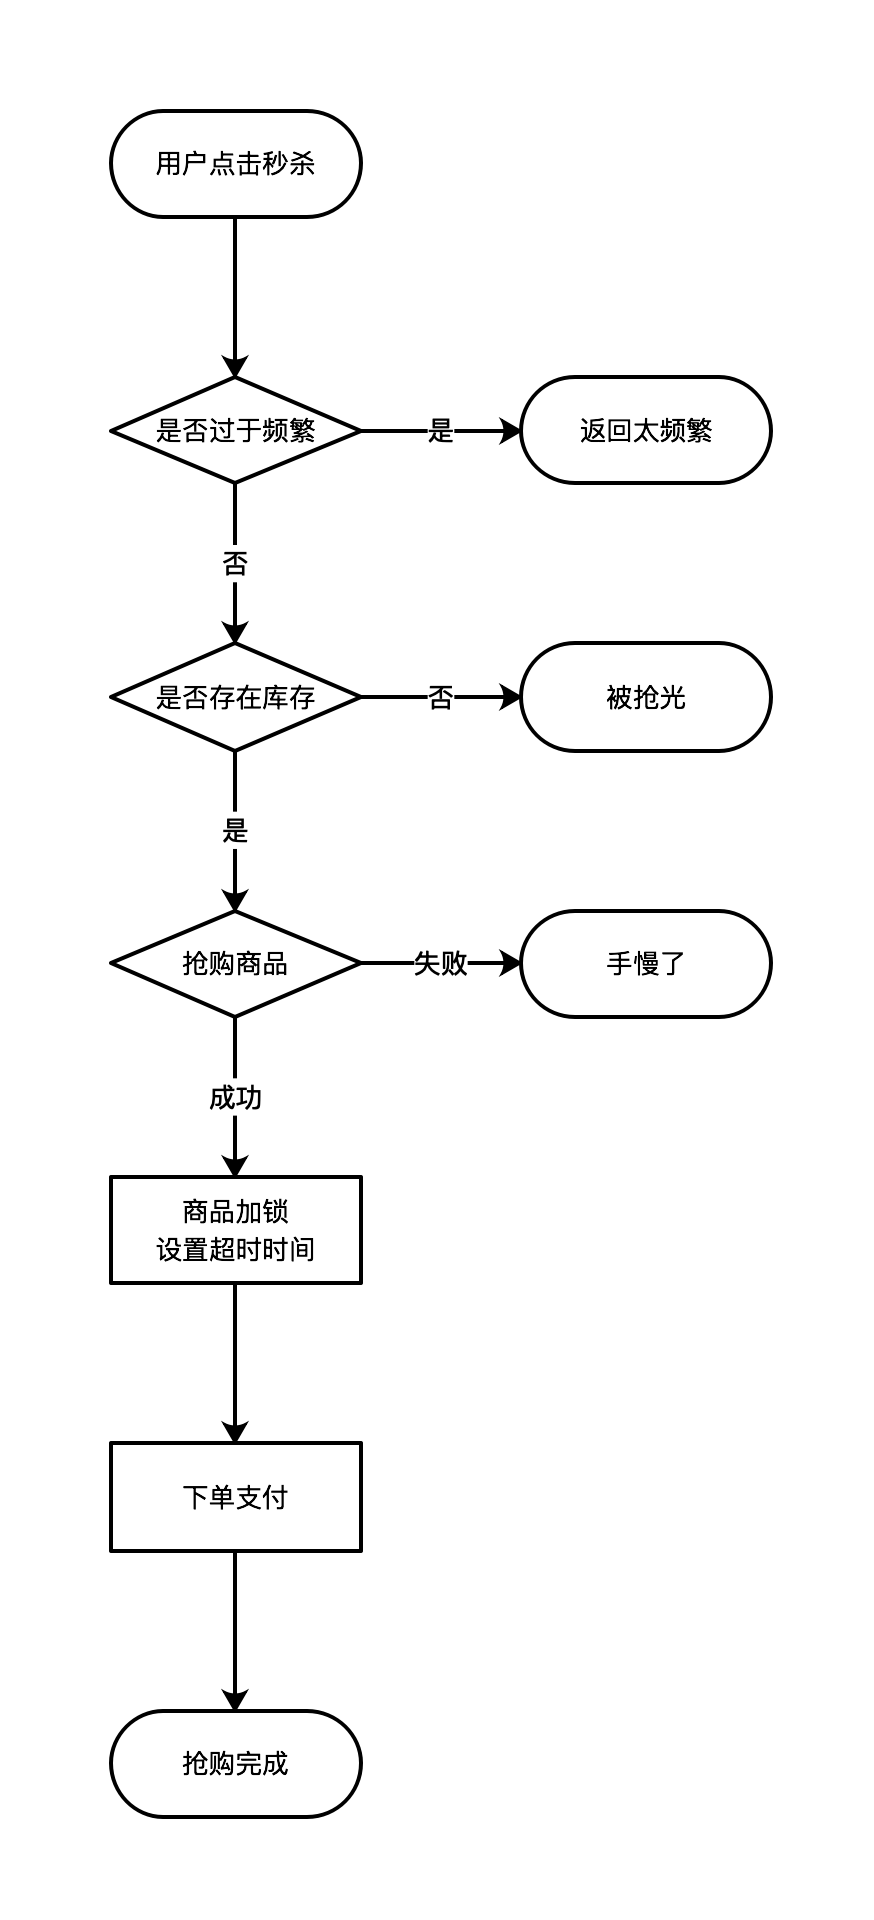 用户点击秒杀
是否过于频繁
是
返回太频繁
否
是否存在库存
否
被抢光
是
抢购商品
失败
手慢了
成功
商品加锁
设置超时时间
下单支付
抢购完成